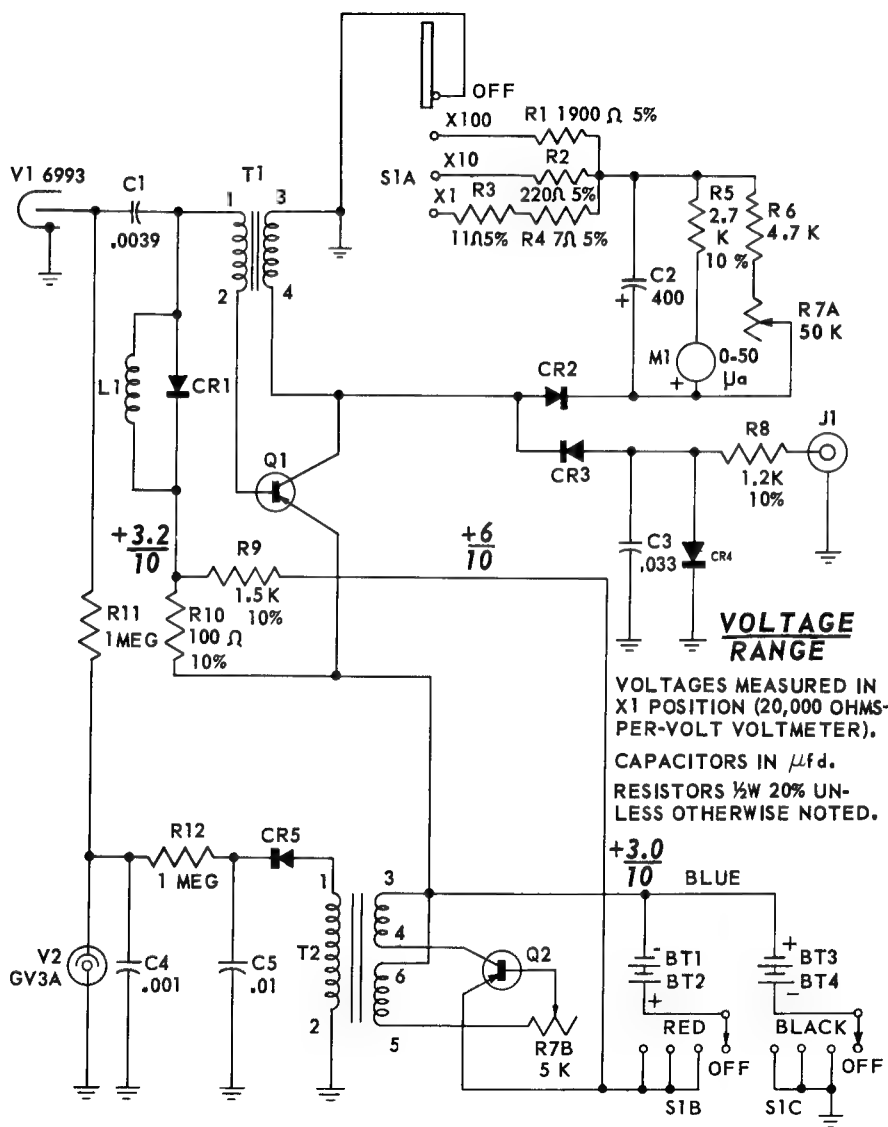 OFF
X100
R1 1900 Ω 5%
V1 6993
C1
.0039
T1
1
3
2
4
S1A
X10
R2
220Ω 5%
X1
R3
11Ω5%
R4 7Ω 5%
R5
2.7
K
10 %
R6
4.7 K
C2
+
400
R7A
50 K
M1
+
0-50
μa
L1
CR1
CR2
CR3
J1
R8
1.2K
10%
Q1
+3.2
10
R9
1.5 K
10%
+6
10
C3
.033
CR4
R11
1 MEG
R10
100 Ω
10%
VOLTAGE
RANGE
VOLTAGES MEASURED IN
X1 POSITION (20,000 OHMS-
PER-VOLT VOLTMETER).
CAPACITORS IN μfd.
RESISTORS ½W 20% UN-
LESS OTHERWISE NOTED.
R12
1 MEG
CR5
+3.0
10
BLUE
V2
GV3A
C4
.001
C5
.01
1
T2
2
3
4
6
5
Q2
R7B
5 K
-
BT1
BT2
+
+
BT3
BT4
-
RED
OFF
BLACK
OFF
S1B
S1C